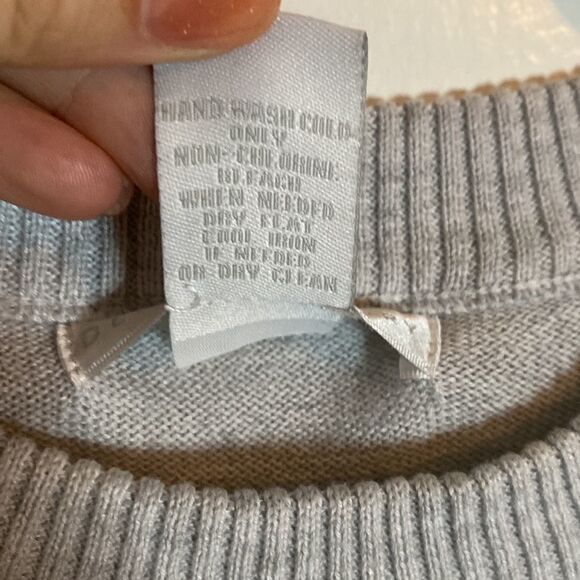 HAND WASH COLD
ONLY
NON-CHLORINE
BLEACH
WHEN NEEDED
DRY FLAT
COOL IRON
IF NEEDED
OR DRY-CLEAN